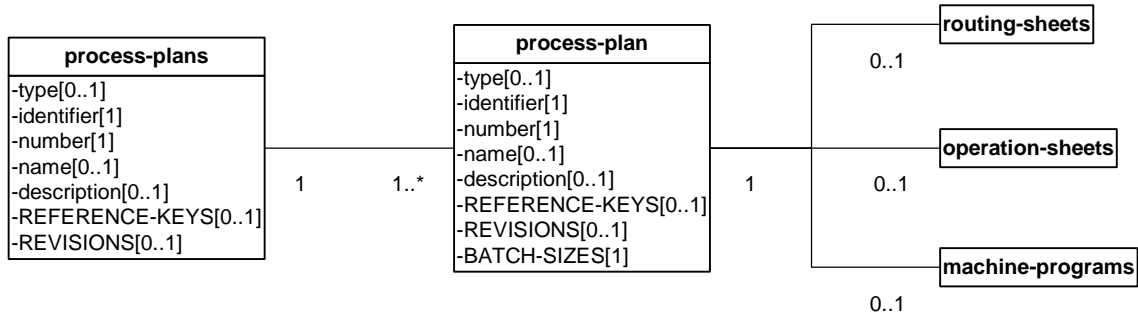 process-plans
-type[0..1]
-identifier[1]
-number[1]
-name[0..1]
-description[0..1]
-REFERENCE-KEYS[0..1]
-REVISIONS[0..1]
1
1..*
process-plan
-type[0..1]
-identifier[1]
-number[1]
-name[0..1]
-description[0..1]
-REFERENCE-KEYS[0..1]
-REVISIONS[0..1]
-BATCH-SIZES[1]
1
routing-sheets
0..1
operation-sheets
0..1
machine-programs
0..1